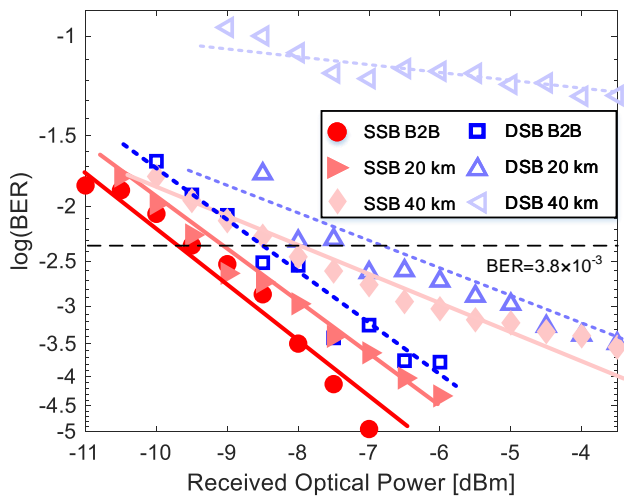 -1
-1.5
-2
-2.5
-3
-3.5
-4
-4.5
-5
log(BER)
SSB B2B DSB B2B
SSB 20 km DSB 20 km
SSB 40 km DSB 40 km
BER=3.8×10⁻³
-11 -10 -9 -8 -7 -6 -5 -4
Received Optical Power [dBm]